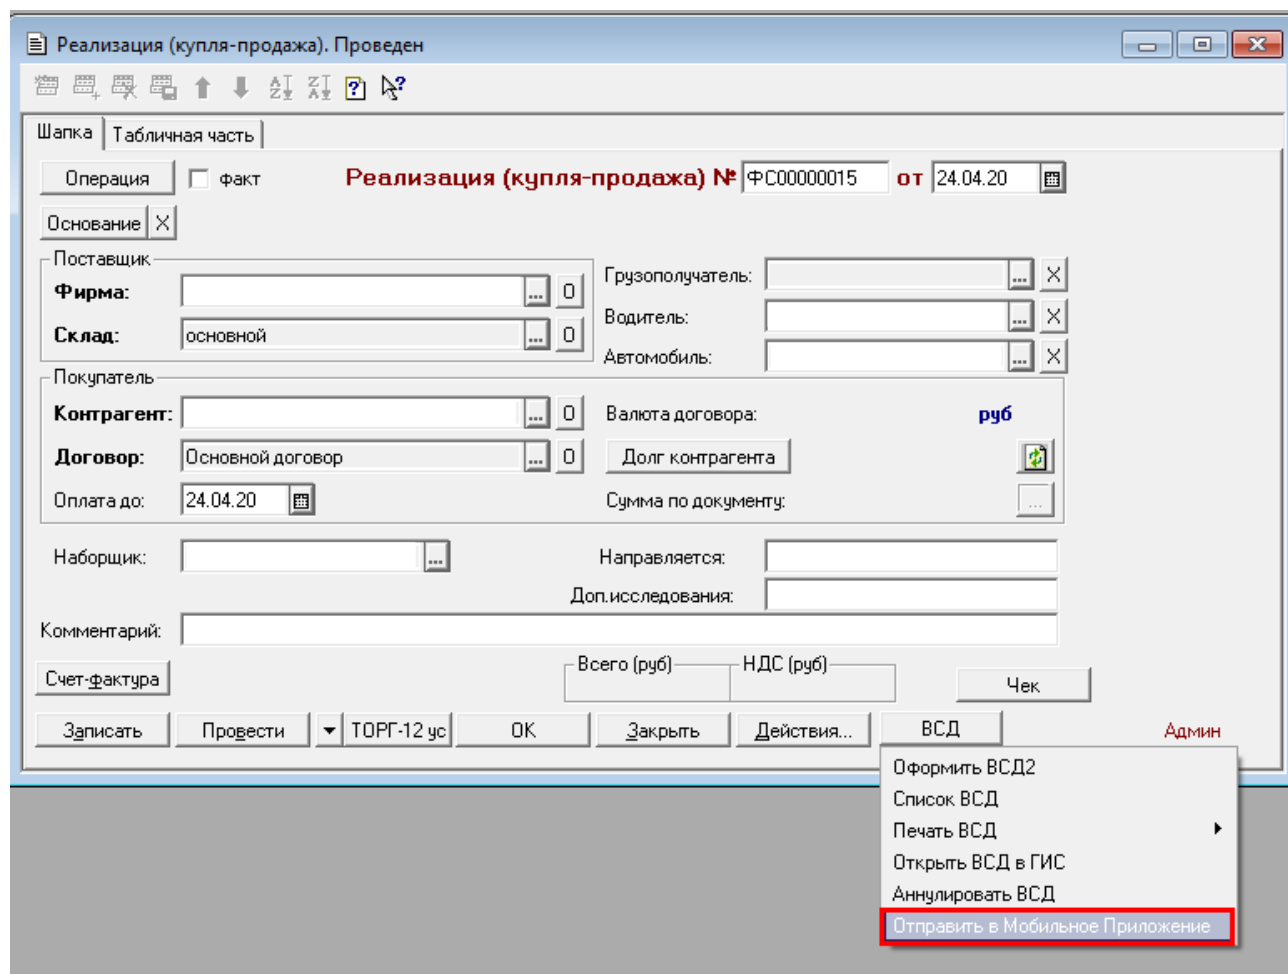 Реализация (купля-продажа). Проведен
Шапка Табличная часть
Операция факт Реализация (купля-продажа) № ФС00000015 от 24.04.20
Основание X
Поставщик
Фирма: ... 0
Грузополучатель: ... X
Склад: основной ... 0
Водитель: ... X
Автомобиль: ... X
Покупатель
Контрагент: ... 0 Валюта договора: руб
Договор: Основной договор ... 0 Долг контрагента
Оплата до: 24.04.20 Сумма по документу: ...
Наборщик: ... Направляется:
Доп.исследования:
Комментарий:
Счет-фактура Всего (руб) НДС (руб) Чек
Записать Провести ТОРГ-12 ус OK Закрыть Действия... ВСД Админ
Оформить ВСД2
Список ВСД
Печать ВСД
Открыть ВСД в ГИС
Аннулировать ВСД
Отправить в Мобильное Приложение